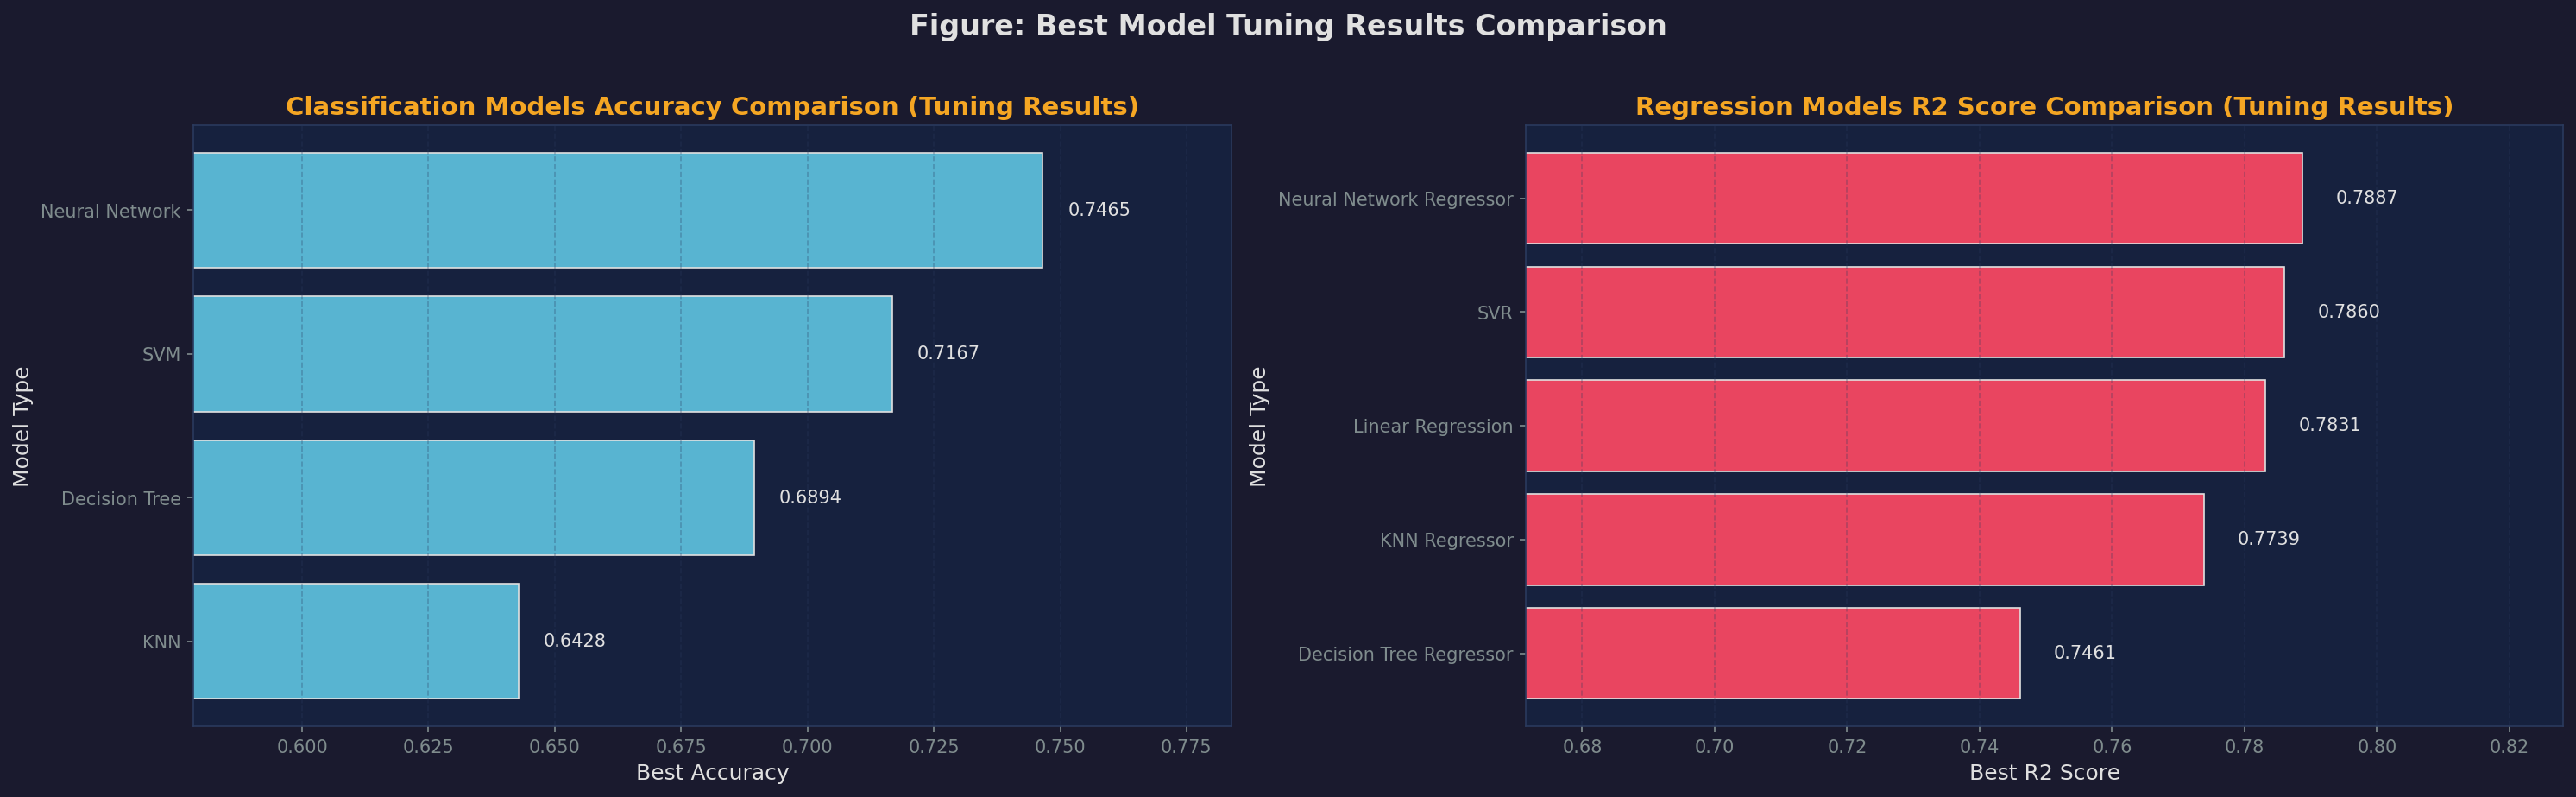 Figure: Best Model Tuning Results Comparison
Classification Models Accuracy Comparison (Tuning Results)
Model Type
Neural Network
0.7465
SVM
0.7167
Decision Tree
0.6894
KNN
0.6428
0.600 0.625 0.650 0.675 0.700 0.725 0.750 0.775
Best Accuracy
Regression Models R2 Score Comparison (Tuning Results)
Model Type
Neural Network Regressor
0.7887
SVR
0.7860
Linear Regression
0.7831
KNN Regressor
0.7739
Decision Tree Regressor
0.7461
0.68 0.70 0.72 0.74 0.76 0.78 0.80 0.82
Best R2 Score